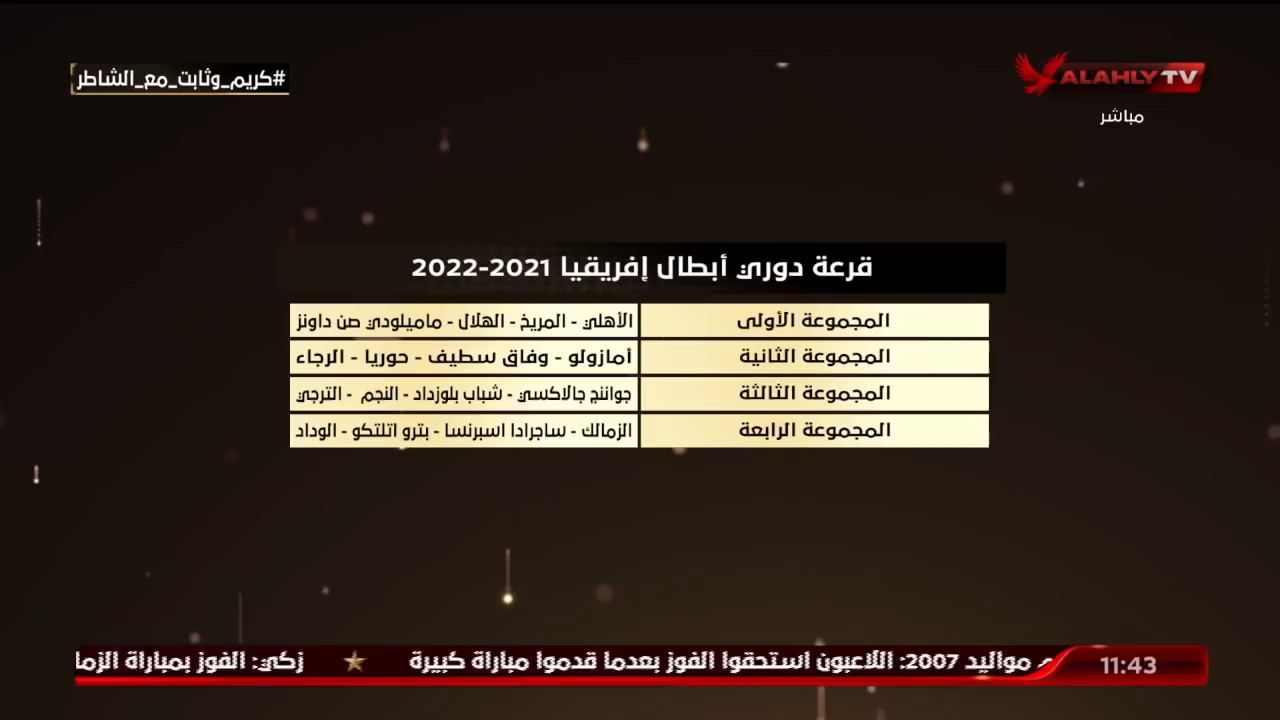 #كريم_وثابت_مع_الشاطر
ALAHLY TV
مباشر
قرعة دوري أبطال إفريقيا 2021-2022
المجموعة الأولى الأهلي - المريخ - الهلال - ماميلودي صن داونز
المجموعة الثانية أمازولو - وفاق سطيف - حوريا - الرجاء
المجموعة الثالثة جواننج جالاكسي - شباب بلوزداد - النجم - الترجي
المجموعة الرابعة الزمالك - ساجرادا اسبرنسا - بترو اتلتكو - الوداد
11:43 مواليد 2007: اللاعبون استحقوا الفوز بعدما قدموا مباراة كبيرة زكي: الفوز بمباراة